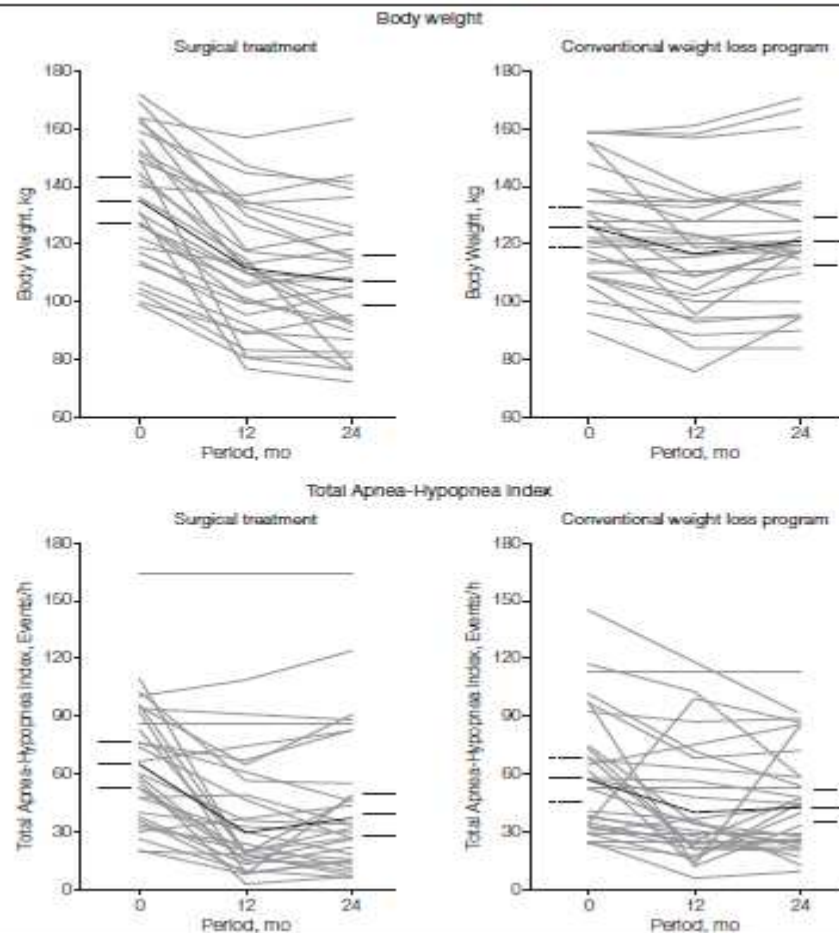 Body weight
Surgical treatment
Conventional weight loss program
180
160
140
120
100
80
60
Body Weight, kg
0 12 24
Period, mo
180
160
140
120
100
80
60
Body Weight, kg
0 12 24
Period, mo
Total Apnea-Hypopnea Index
Surgical treatment
Conventional weight loss program
180
150
120
90
60
30
0
Total Apnea-Hypopnea Index, Events/h
0 12 24
Period, mo
180
150
120
90
60
30
0
Total Apnea-Hypopnea Index, Events/h
0 12 24
Period, mo